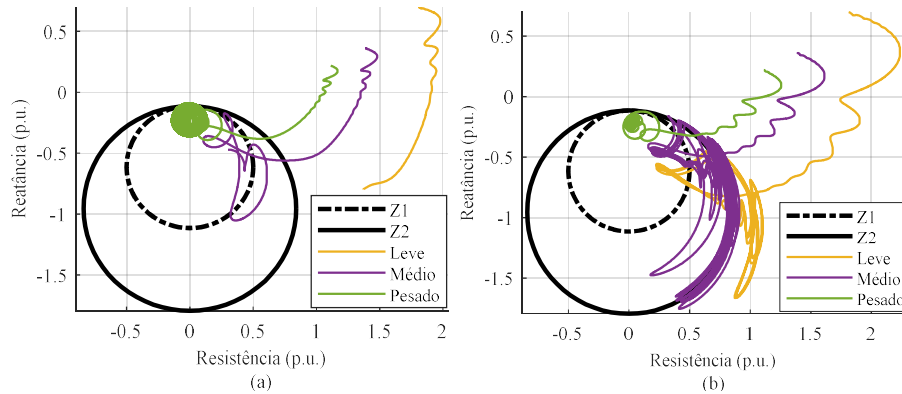 0.5
0
-0.5
-1
-1.5
Reatância (p.u.)
-0.5
0
0.5
1
1.5
2
Resistência (p.u.)
(a)
Z1
Z2
Leve
Médio
Pesado
0.5
0
-0.5
-1
-1.5
Reatância (p.u.)
-0.5
0
0.5
1
1.5
2
Resistência (p.u.)
(b)
Z1
Z2
Leve
Médio
Pesado